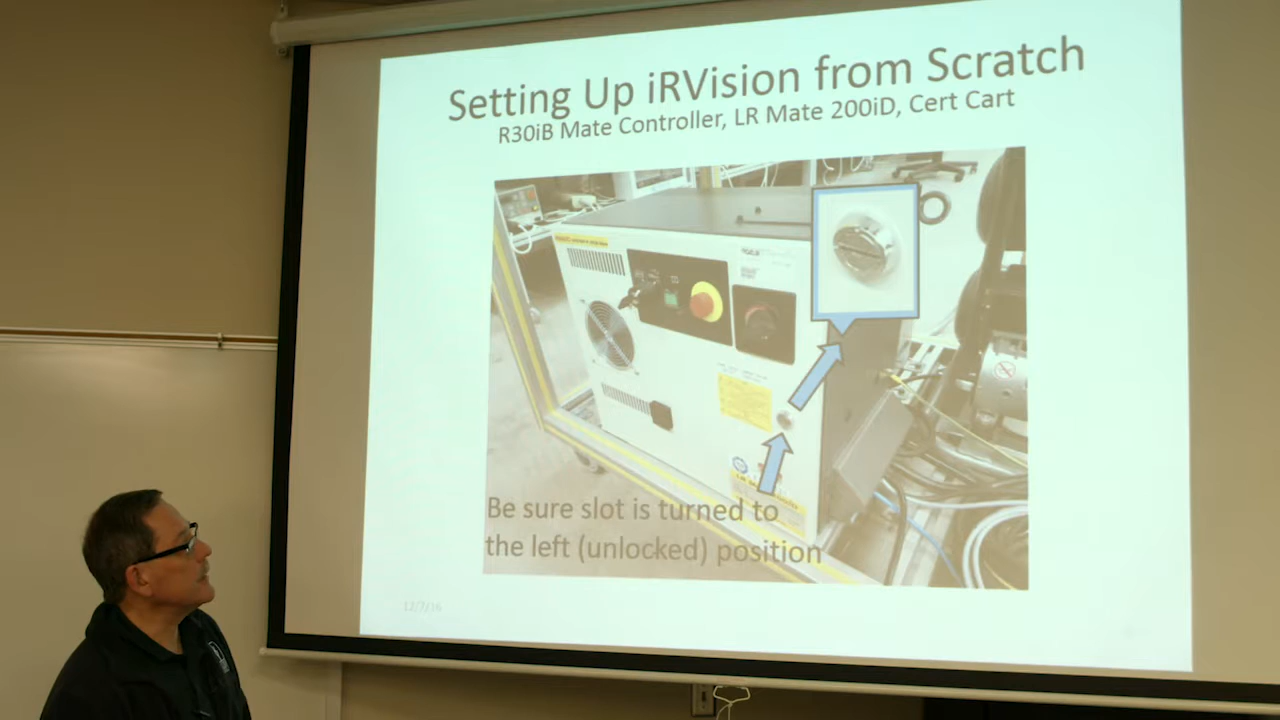 Setting Up iRVision from Scratch
R30iB Mate Controller, LR Mate 200iD, Cert Cart
Be sure slot is turned to
the left (unlocked) position
12/7/16